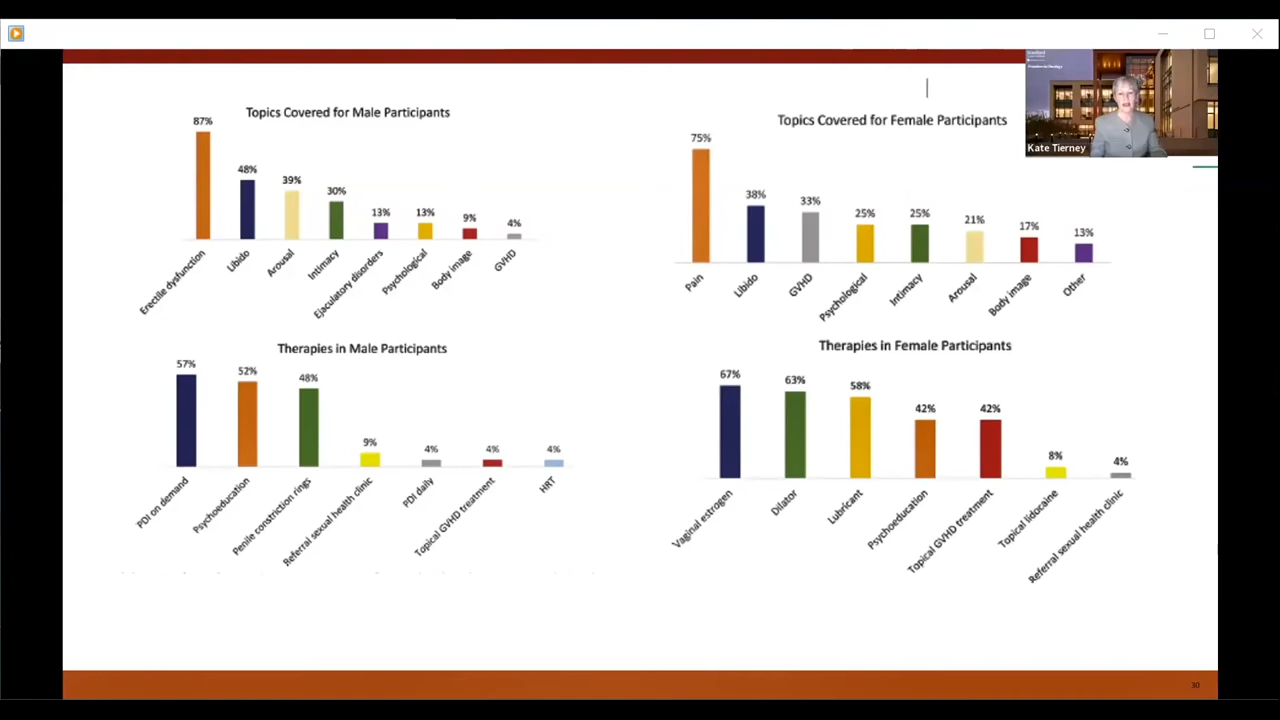 Topics Covered for Male Participants
87%
48%
39%
30%
13%
13%
9%
4%
Erectile dysfunction
Libido
Arousal
Intimacy
Ejaculatory disorders
Psychological
Body image
GVHD
Topics Covered for Female Participants
75%
38%
33%
25%
25%
21%
17%
13%
Pain
Libido
GVHD
Psychological
Intimacy
Arousal
Body image
Other
Kate Tierney
Therapies in Male Participants
57%
52%
48%
9%
4%
4%
4%
PDI on demand
Psychoeducation
Penile constriction rings
Referral sexual health clinic
PDI daily
Topical GVHD treatment
HRT
Therapies in Female Participants
67%
63%
58%
42%
42%
8%
4%
Vaginal estrogen
Dilator
Lubricant
Psychoeducation
Topical GVHD treatment
Topical lidocaine
Referral sexual health clinic
30